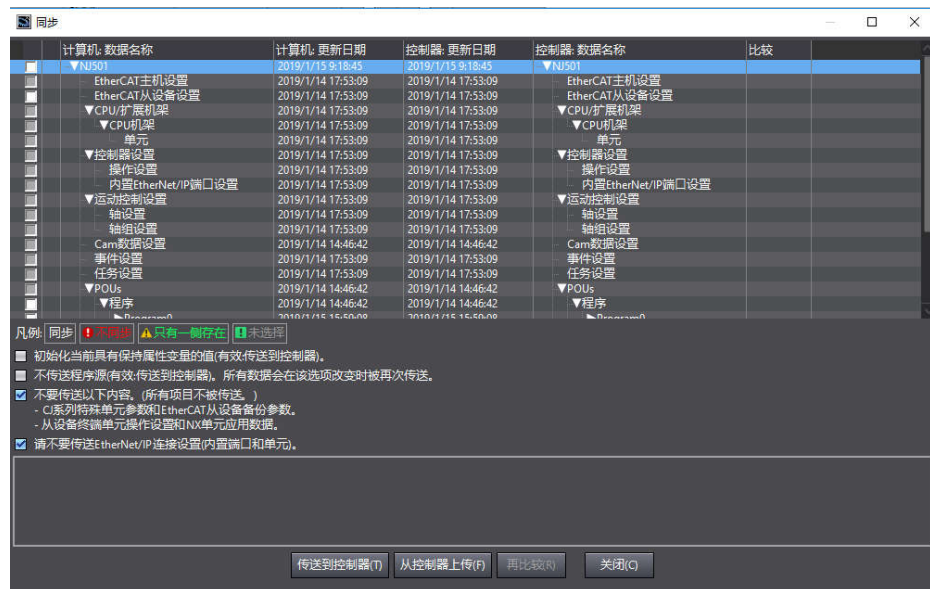 同步
计算机: 数据名称 计算机: 更新日期 控制器: 更新日期 控制器: 数据名称 比较
▼NJ501 2019/1/15 9:18:45 2019/1/15 9:18:45 ▼NJ501
EtherCAT主机设置 2019/1/14 17:53:09 2019/1/14 17:53:09 EtherCAT主机设置
EtherCAT从设备设置 2019/1/14 17:53:09 2019/1/14 17:53:09 EtherCAT从设备设置
▼CPU/扩展机架 2019/1/14 17:53:09 2019/1/14 17:53:09 ▼CPU/扩展机架
▼CPU机架 2019/1/14 17:53:09 2019/1/14 17:53:09 ▼CPU机架
单元 2019/1/14 17:53:09 2019/1/14 17:53:09 单元
▼控制器设置 2019/1/14 17:53:09 2019/1/14 17:53:09 ▼控制器设置
操作设置 2019/1/14 17:53:09 2019/1/14 17:53:09 操作设置
内置EtherNet/IP端口设置 2019/1/14 17:53:09 2019/1/14 17:53:09 内置EtherNet/IP端口设置
▼运动控制设置 2019/1/14 17:53:09 2019/1/14 17:53:09 ▼运动控制设置
轴设置 2019/1/14 17:53:09 2019/1/14 17:53:09 轴设置
轴组设置 2019/1/14 17:53:09 2019/1/14 17:53:09 轴组设置
Cam数据设置 2019/1/14 14:46:42 2019/1/14 14:46:42 Cam数据设置
事件设置 2019/1/14 17:53:09 2019/1/14 17:53:09 事件设置
任务设置 2019/1/14 17:53:09 2019/1/14 17:53:09 任务设置
▼POUs 2019/1/14 14:46:42 2019/1/14 14:46:42 ▼POUs
▼程序 2019/1/14 14:46:42 2019/1/14 14:46:42 ▼程序
▶Program0 2019/1/15 15:59:08 2019/1/15 15:59:08 ▶Program0
凡例: 同步 不同步 只有一侧存在 未选择
初始化当前具有保持属性变量的值(有效:传送到控制器)。
不传送程序源(有效:传送到控制器)。所有数据会在该选项改变时被再次传送。
不要传送以下内容。(所有项目不被传送。)
- CJ系列特殊单元参数和EtherCAT从设备备份参数。
- 从设备终端单元操作设置和NX单元应用数据。
请不要传送EtherNet/IP连接设置(内置端口和单元)。
传送到控制器(T) 从控制器上传(F) 再比较(R) 关闭(C)